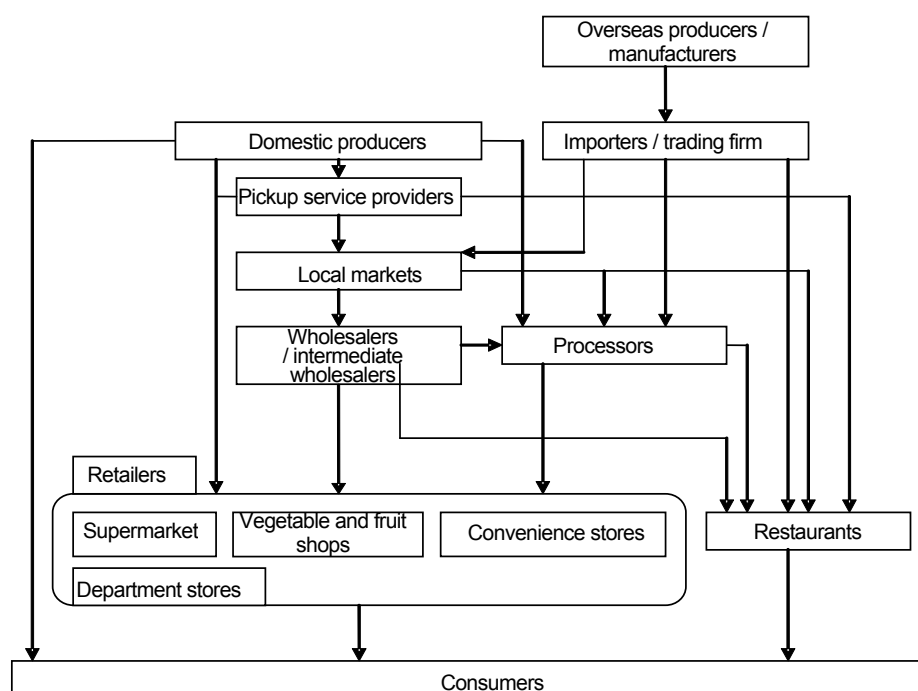 Overseas producers /
manufacturers
Domestic producers
Importers / trading firm
Pickup service providers
Local markets
Wholesalers
/ intermediate
wholesalers
Processors
Retailers
Supermarket
Vegetable and fruit
shops
Convenience stores
Restaurants
Department stores
Consumers